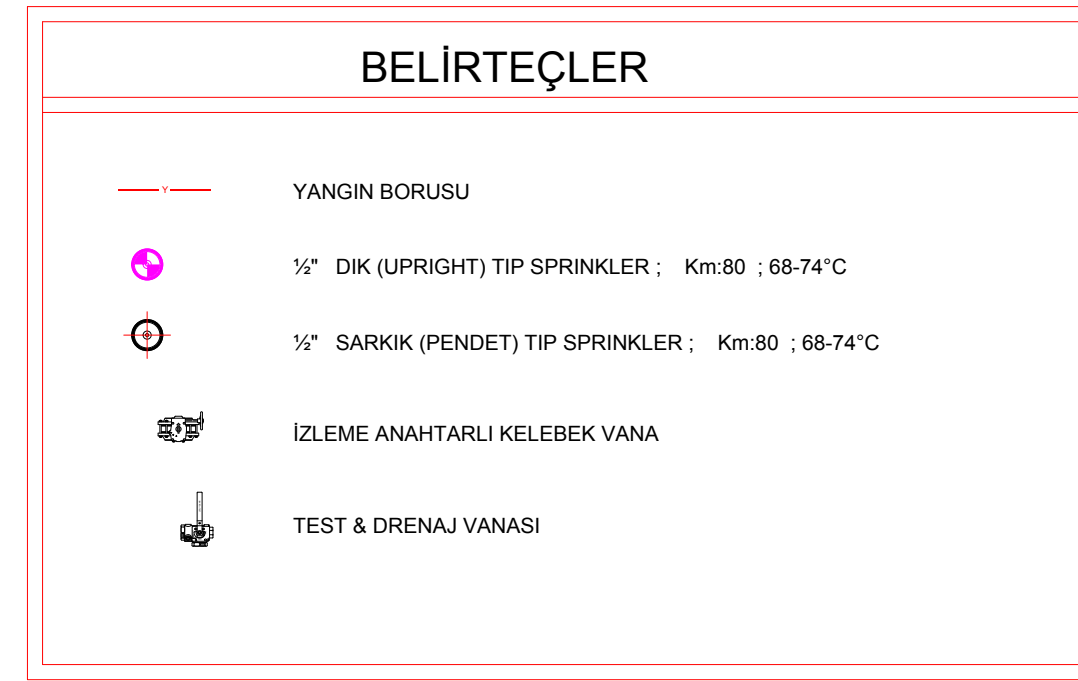 BELİRTEÇLER
Y YANGIN BORUSU
½" DIK (UPRIGHT) TIP SPRINKLER ; Km:80 ; 68-74°C
½" SARKIK (PENDET) TIP SPRINKLER ; Km:80 ; 68-74°C
İZLEME ANAHTARLI KELEBEK VANA
TEST & DRENAJ VANASI